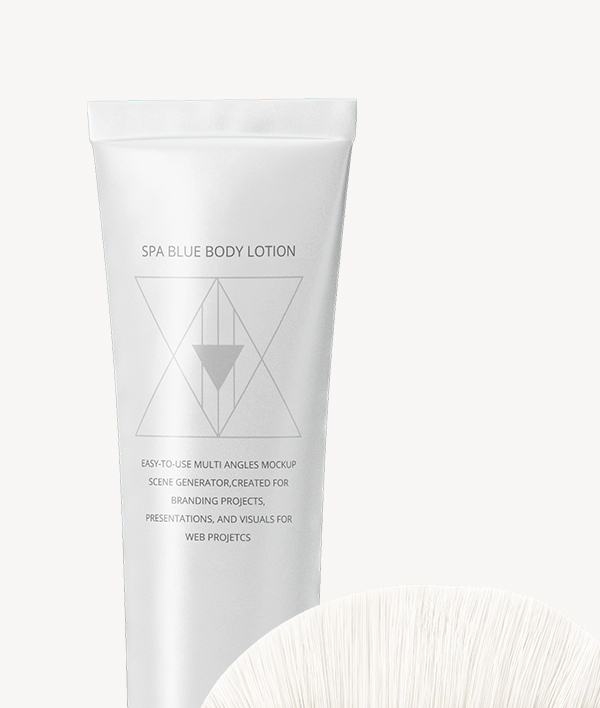 SPA BLUE BODY LOTION
EASY-TO-USE MULTI ANGLES MOCKUP
SCENE GENERATOR,CREATED FOR
BRANDING PROJECTS,
PRESENTATIONS, AND VISUALS FOR
WEB PROJETCS